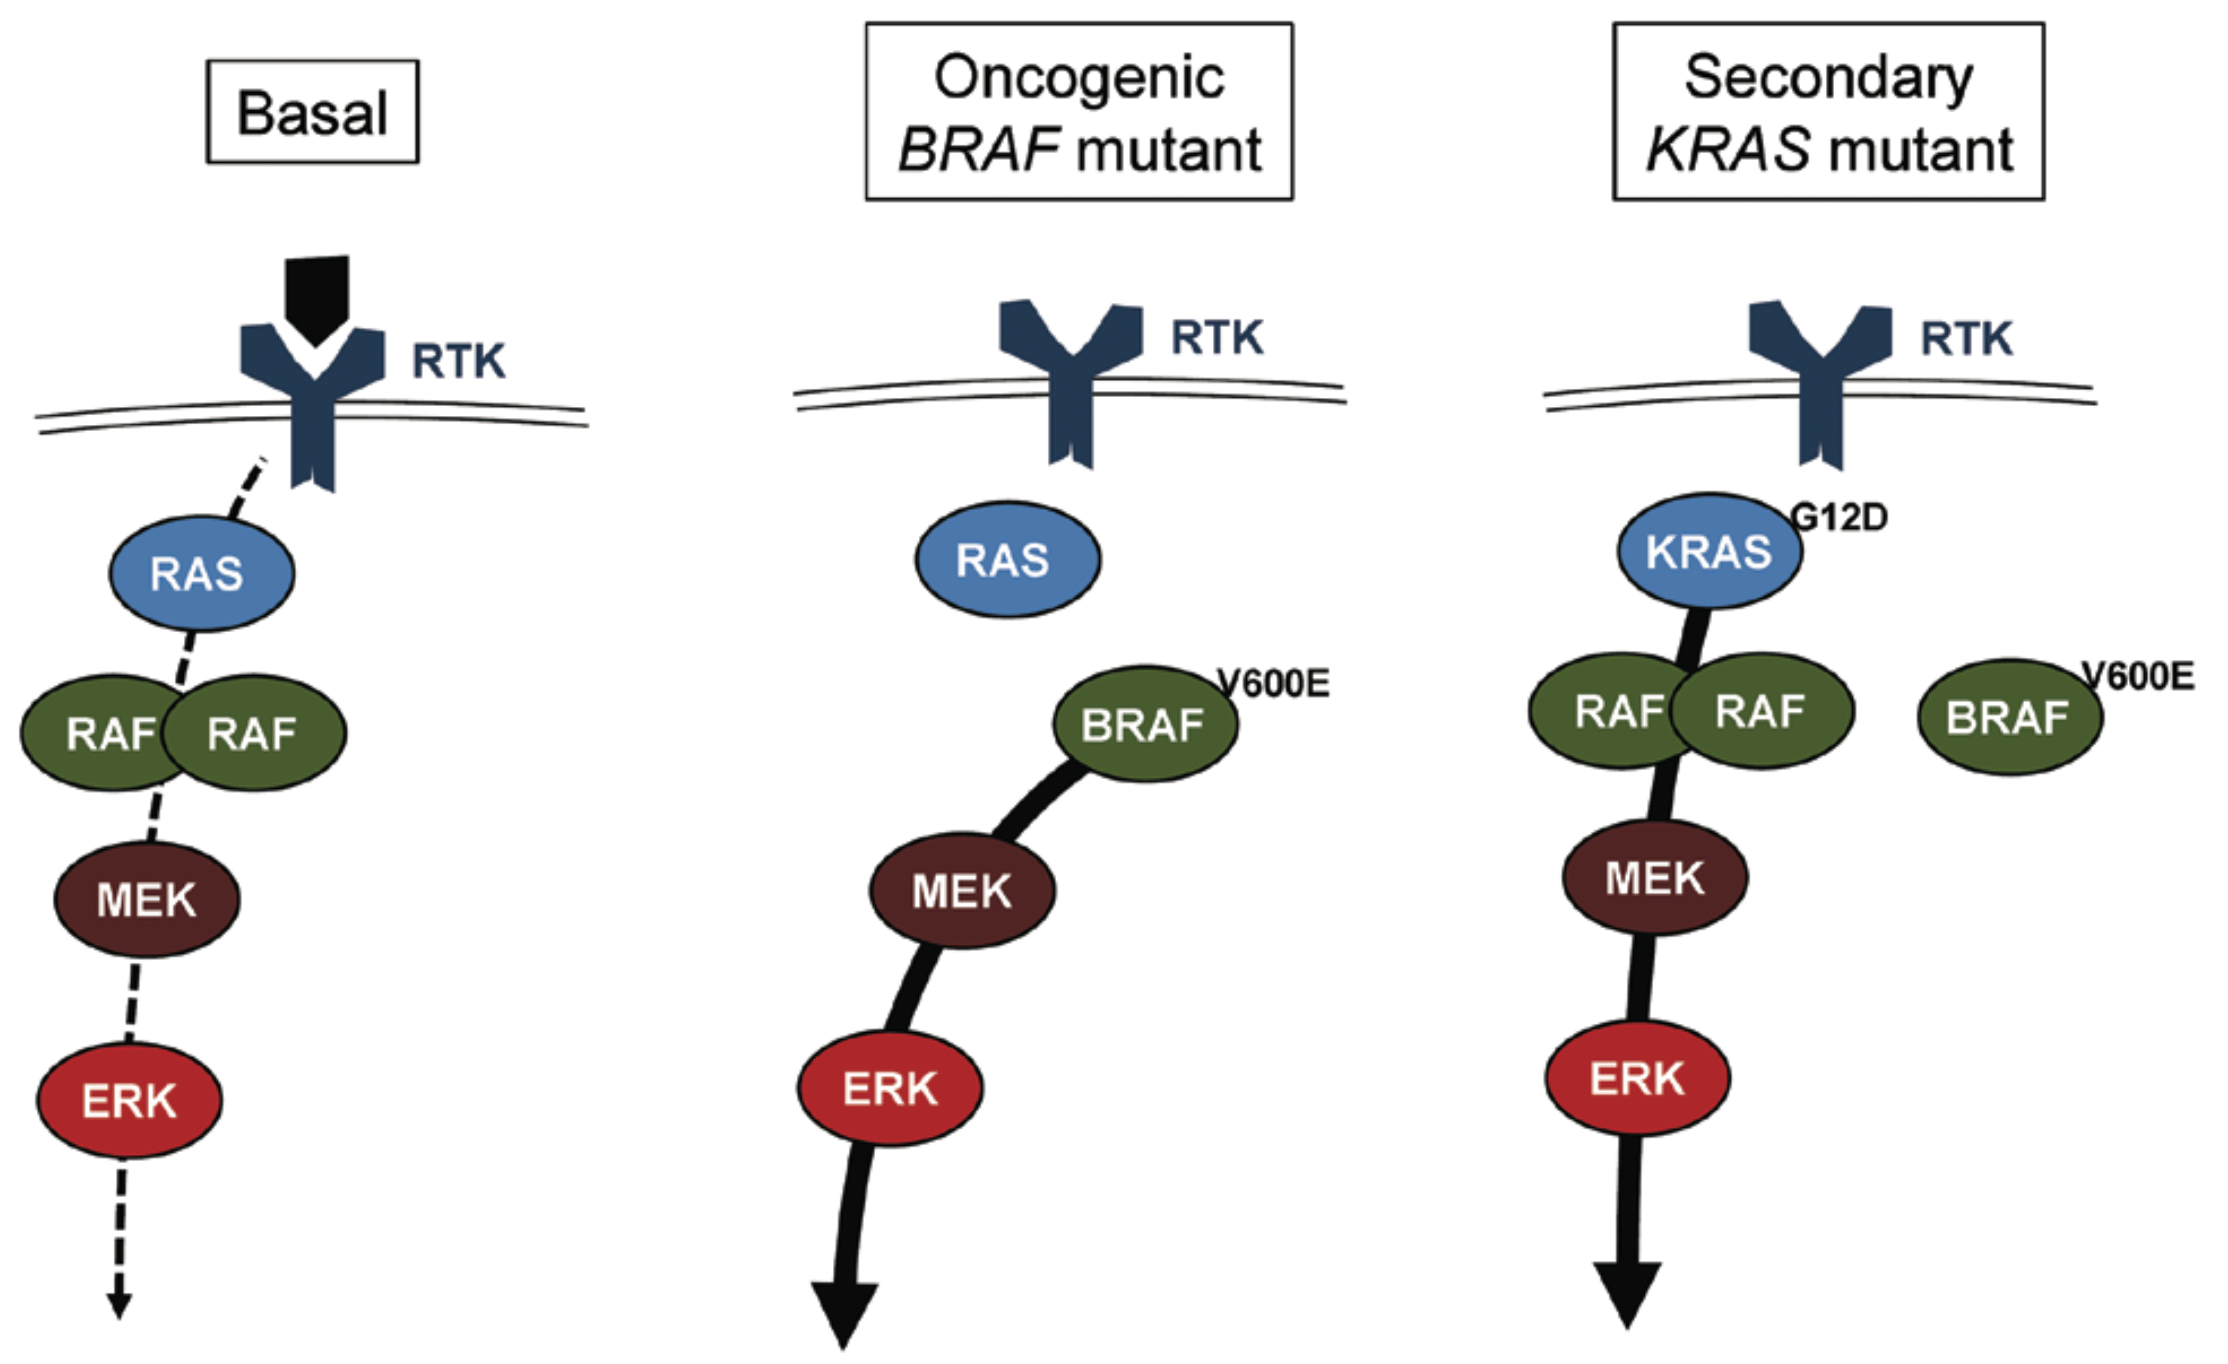 Basal
RTK
RAS
RAF RAF
MEK
ERK
Oncogenic
BRAF mutant
RTK
RAS
BRAF V600E
MEK
ERK
Secondary
KRAS mutant
RTK
KRAS G12D
RAF RAF
BRAF V600E
MEK
ERK